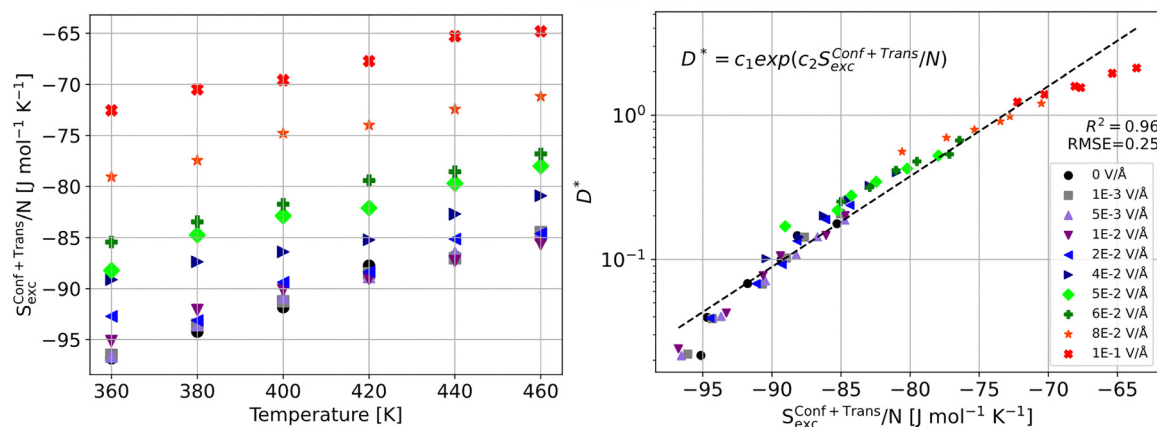 S_exc^Conf+Trans/N [J mol⁻¹ K⁻¹]
−65
−70
−75
−80
−85
−90
−95
360 380 400 420 440 460
Temperature [K]
D* = c₁exp(c₂S_exc^Conf+Trans/N)
D*
10⁰
10⁻¹
R² = 0.96
RMSE=0.25
0 V/Å
1E-3 V/Å
5E-3 V/Å
1E-2 V/Å
2E-2 V/Å
4E-2 V/Å
5E-2 V/Å
6E-2 V/Å
8E-2 V/Å
1E-1 V/Å
−95 −90 −85 −80 −75 −70 −65
S_exc^Conf+Trans/N [J mol⁻¹ K⁻¹]